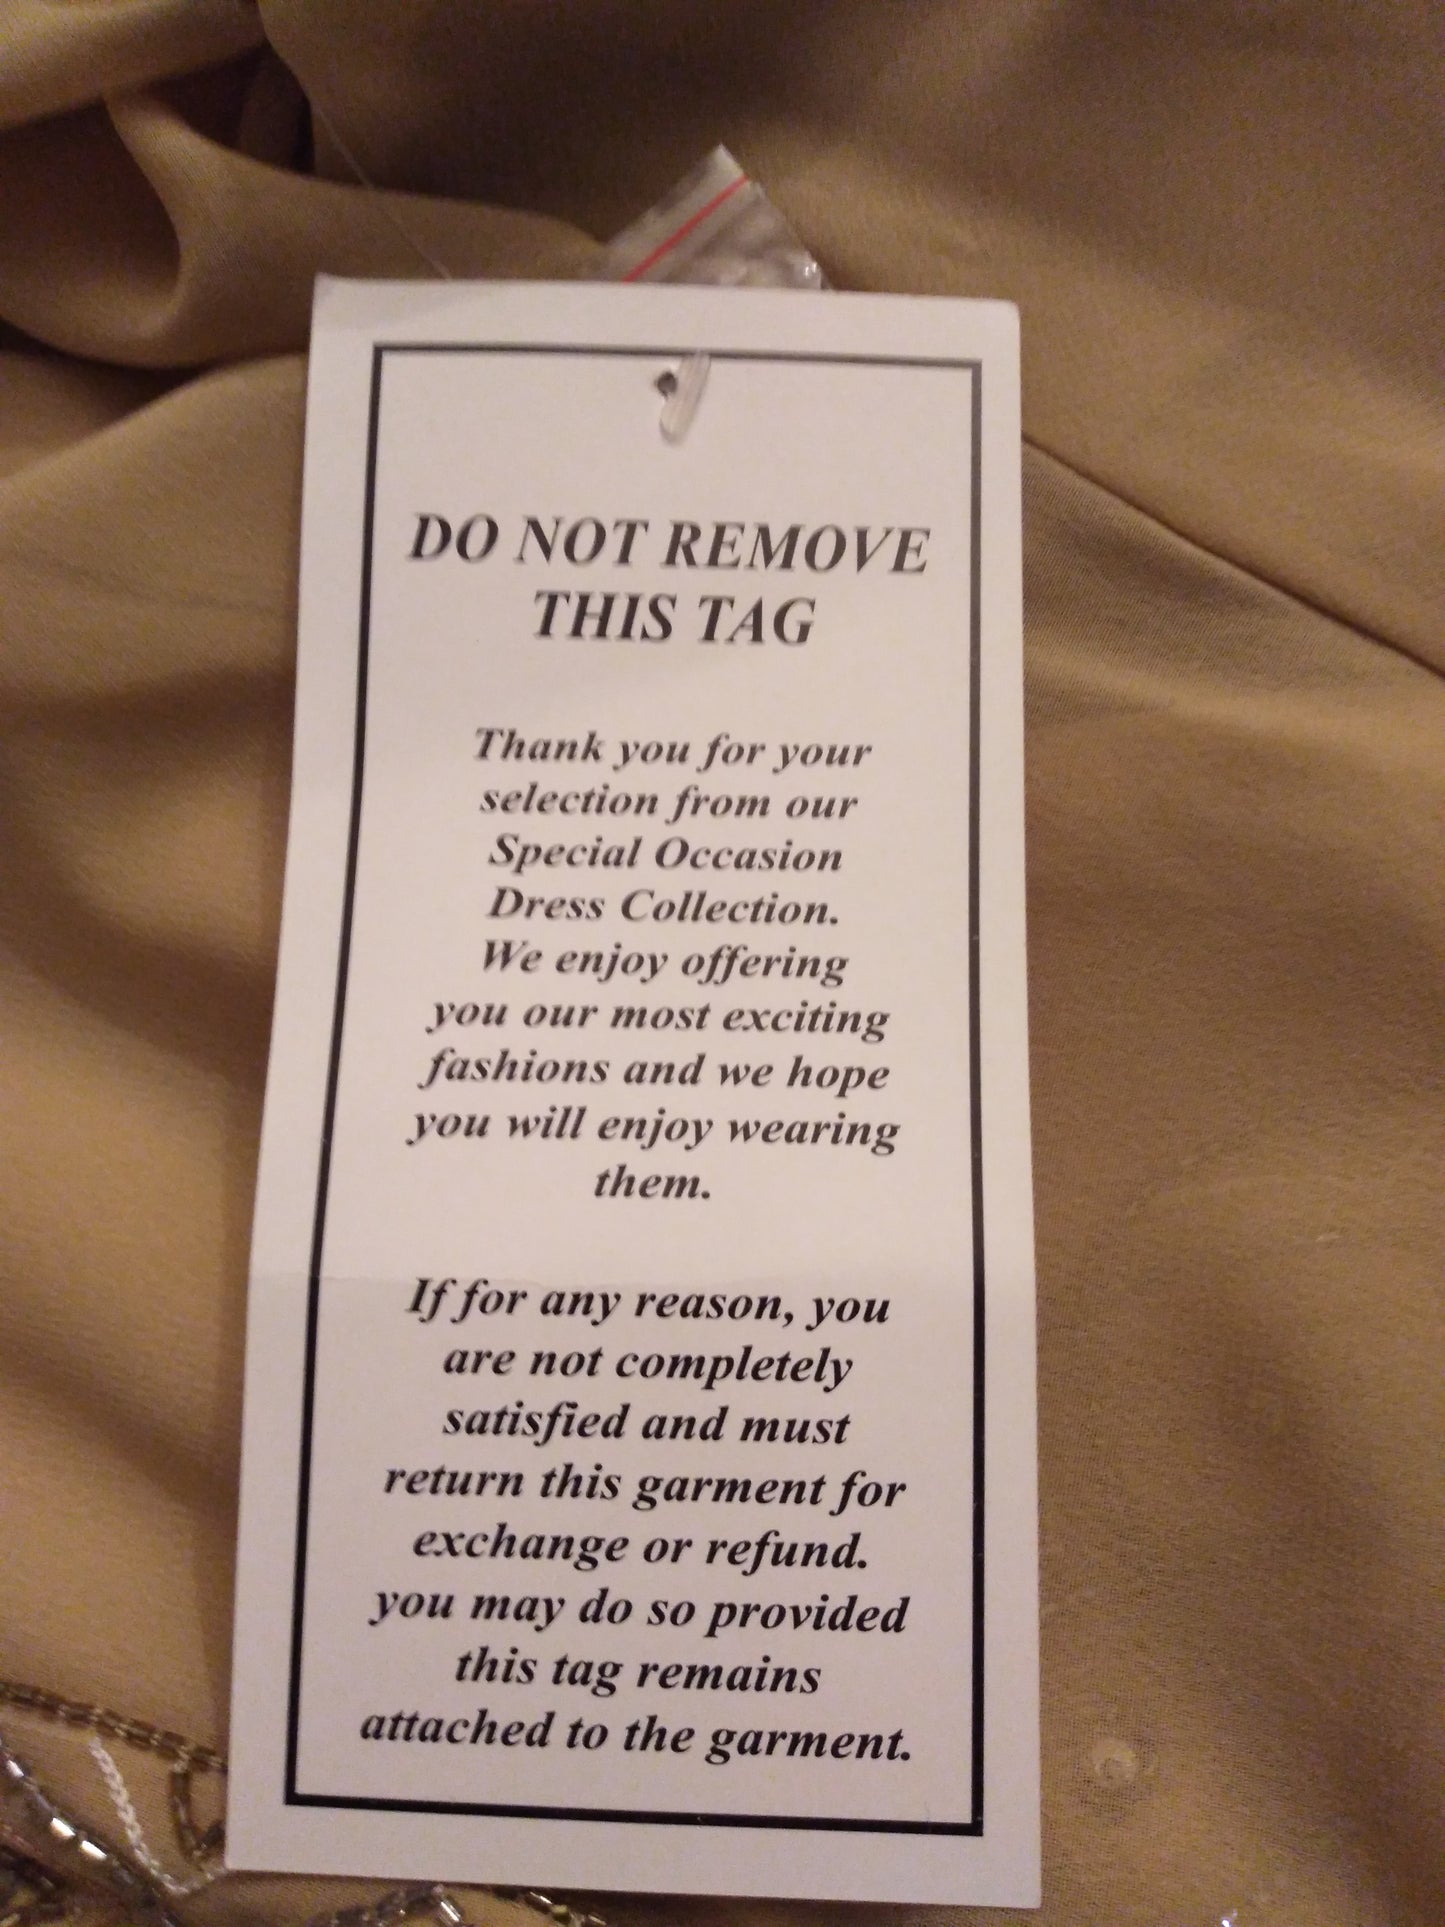 DO NOT REMOVE
THIS TAG
Thank you for your
selection from our
Special Occasion
Dress Collection.
We enjoy offering
you our most exciting
fashions and we hope
you will enjoy wearing
them.
If for any reason, you
are not completely
satisfied and must
return this garment for
exchange or refund.
you may do so provided
this tag remains
attached to the garment.